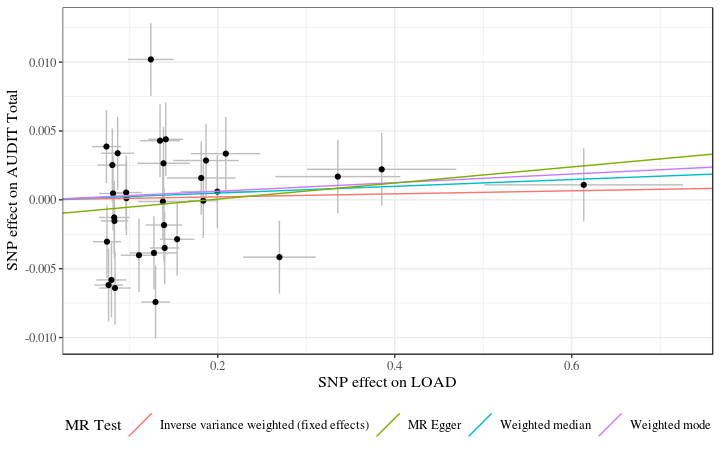 0.010
0.005
0.000
-0.005
-0.010
SNP effect on AUDIT Total
0.2 0.4 0.6
SNP effect on LOAD
MR Test Inverse variance weighted (fixed effects) MR Egger Weighted median Weighted mode